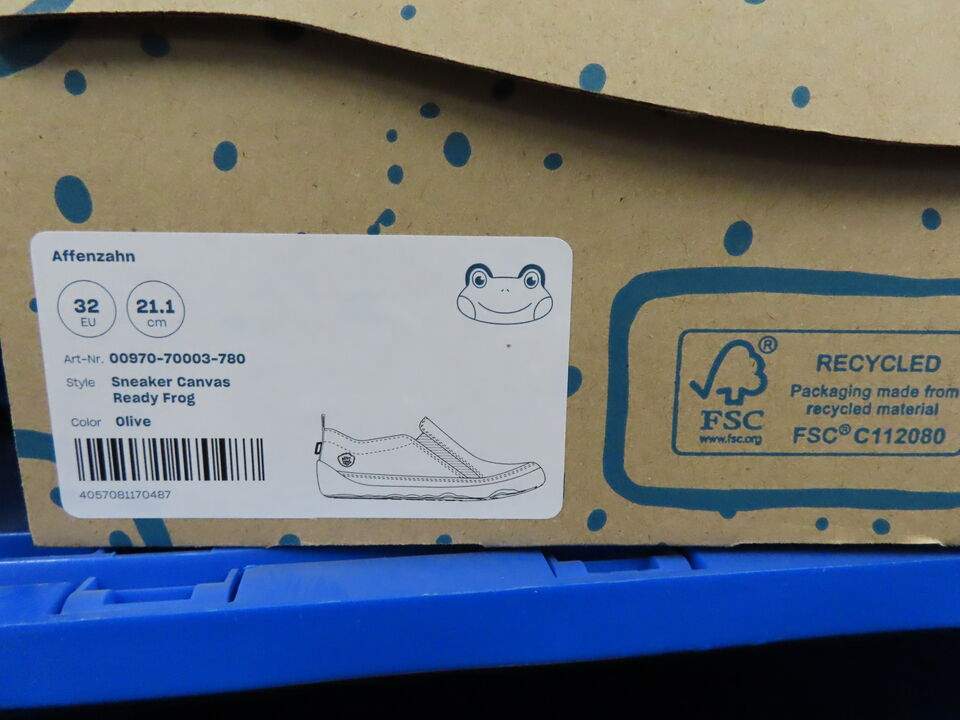 Affenzahn
32
EU
21.1
cm
Art-Nr. 00970-70003-780
Style Sneaker Canvas
Ready Frog
Color Olive
4057081170487
FSC®
www.fsc.org
RECYCLED
Packaging made from
recycled material
FSC® C112080